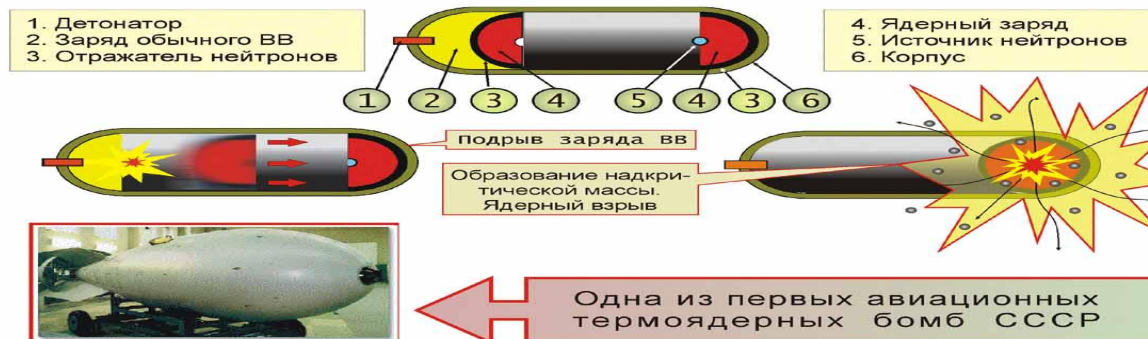 1. Детонатор
2. Заряд обычного ВВ
3. Отражатель нейтронов
4. Ядерный заряд
5. Источник нейтронов
6. Корпус
1 2 3 4 5 4 3 6
Подрыв заряда ВВ
Образование надкри-
тической массы.
Ядерный взрыв
Одна из первых авиационных
термоядерных бомб СССР